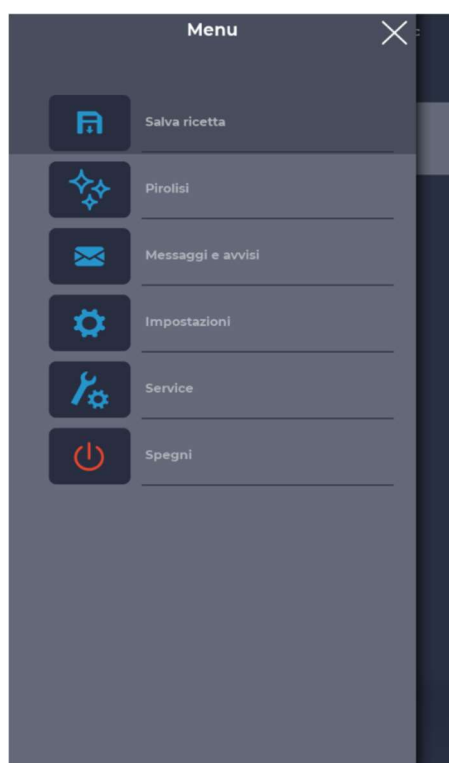 Menu
Salva ricetta
Pirolisi
Messaggi e avvisi
Impostazioni
Service
Spegni